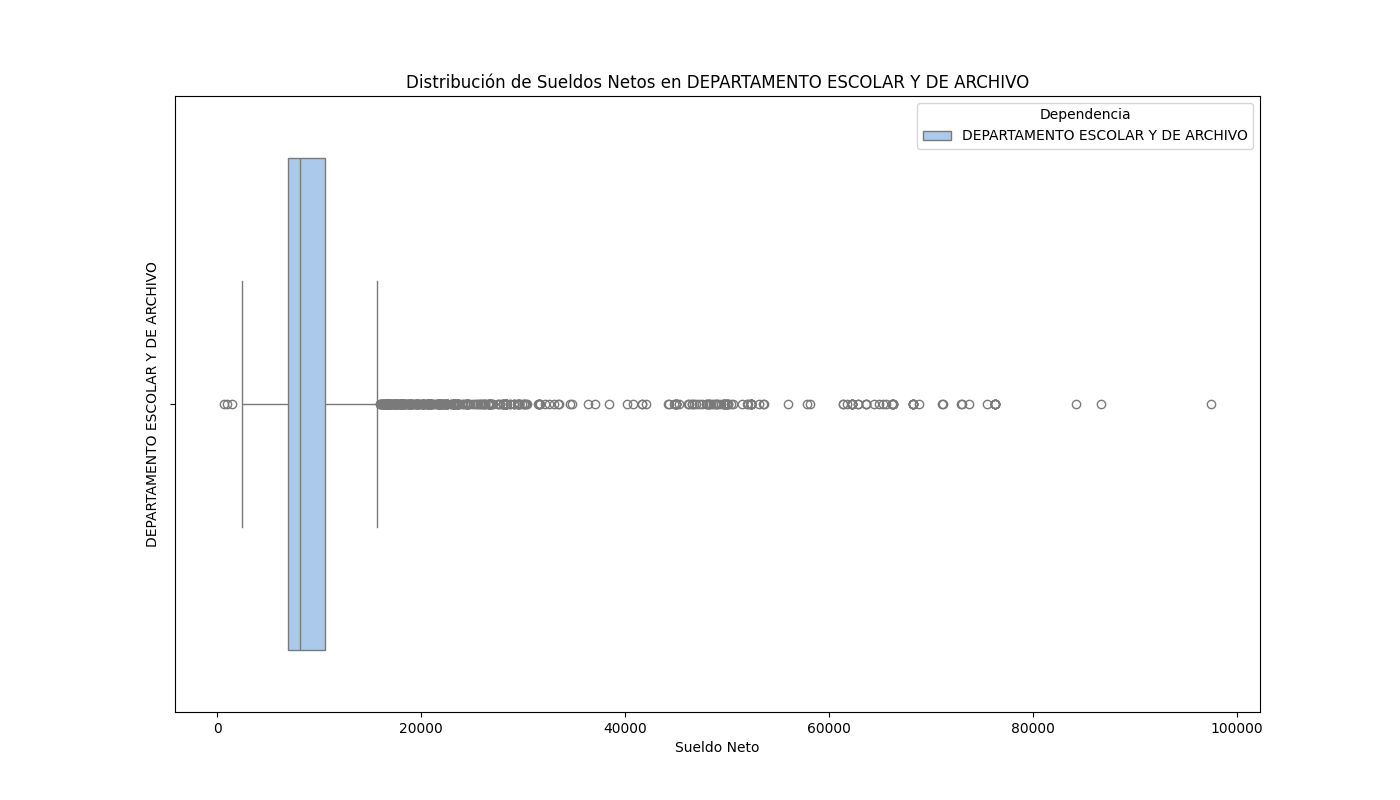 Distribución de Sueldos Netos en DEPARTAMENTO ESCOLAR Y DE ARCHIVO
Dependencia
DEPARTAMENTO ESCOLAR Y DE ARCHIVO
DEPARTAMENTO ESCOLAR Y DE ARCHIVO
0
20000
40000
60000
80000
100000
Sueldo Neto